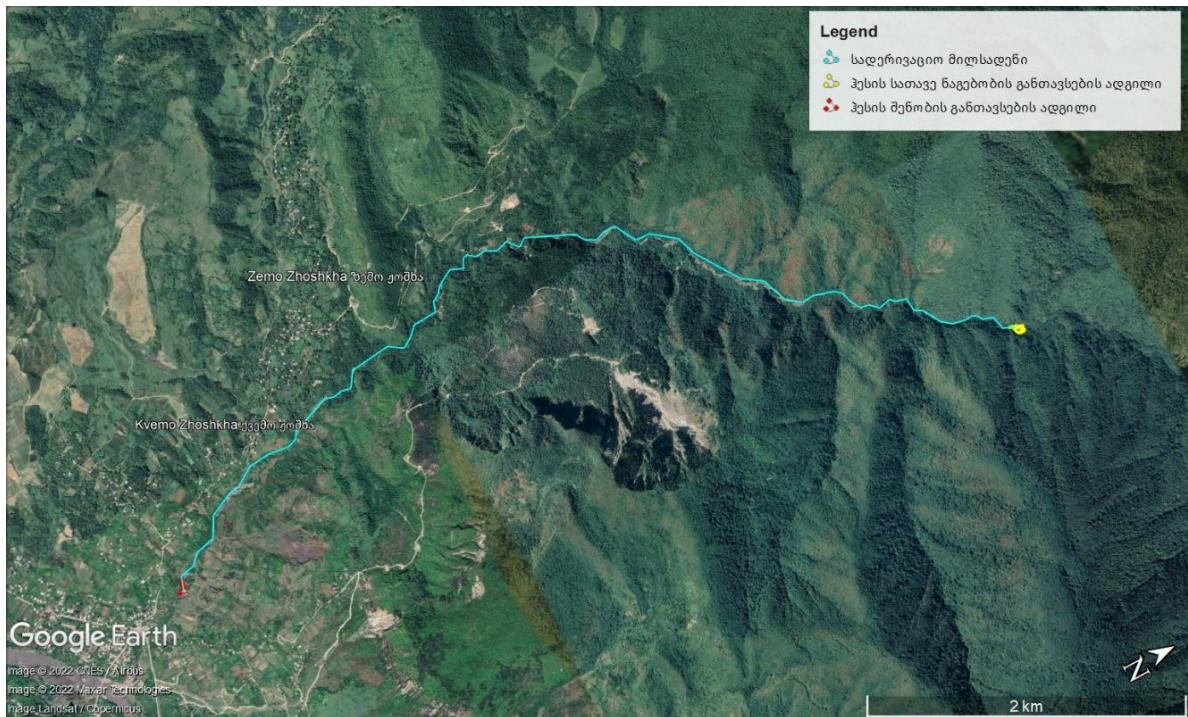 Legend
სადერივაციო მილსადენი
ჰესის სათავე ნაგებობის განთავსების ადგილი
ჰესის შენობის განთავსების ადგილი
Zemo Zhoshkha ზემო ჟოშხა
Kvemo Zhoshkha ქვემო ჟოშხა
Google Earth
Image © 2022 CNES / Airbus
Image © 2022 Maxar Technologies
Image Landsat / Copernicus
N
2 km